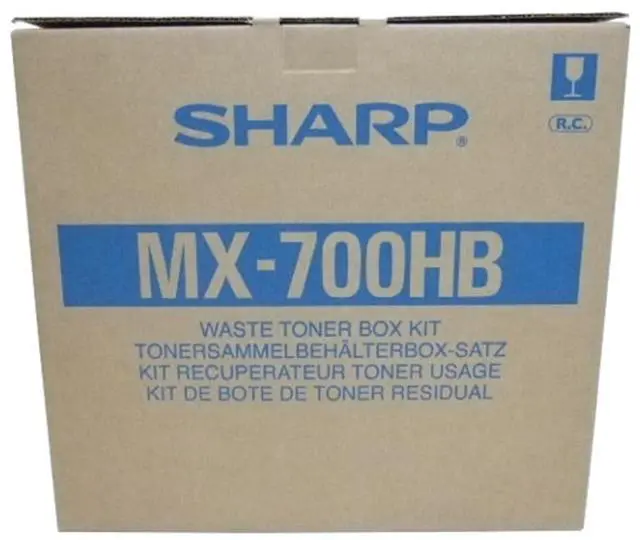 SHARP®
R.C.
MX-700HB
WASTE TONER BOX KIT
TONERSAMMELBEHÄLTERBOX-SATZ
KIT RECUPERATEUR TONER USAGE
KIT DE BOTE DE TONER RESIDUAL